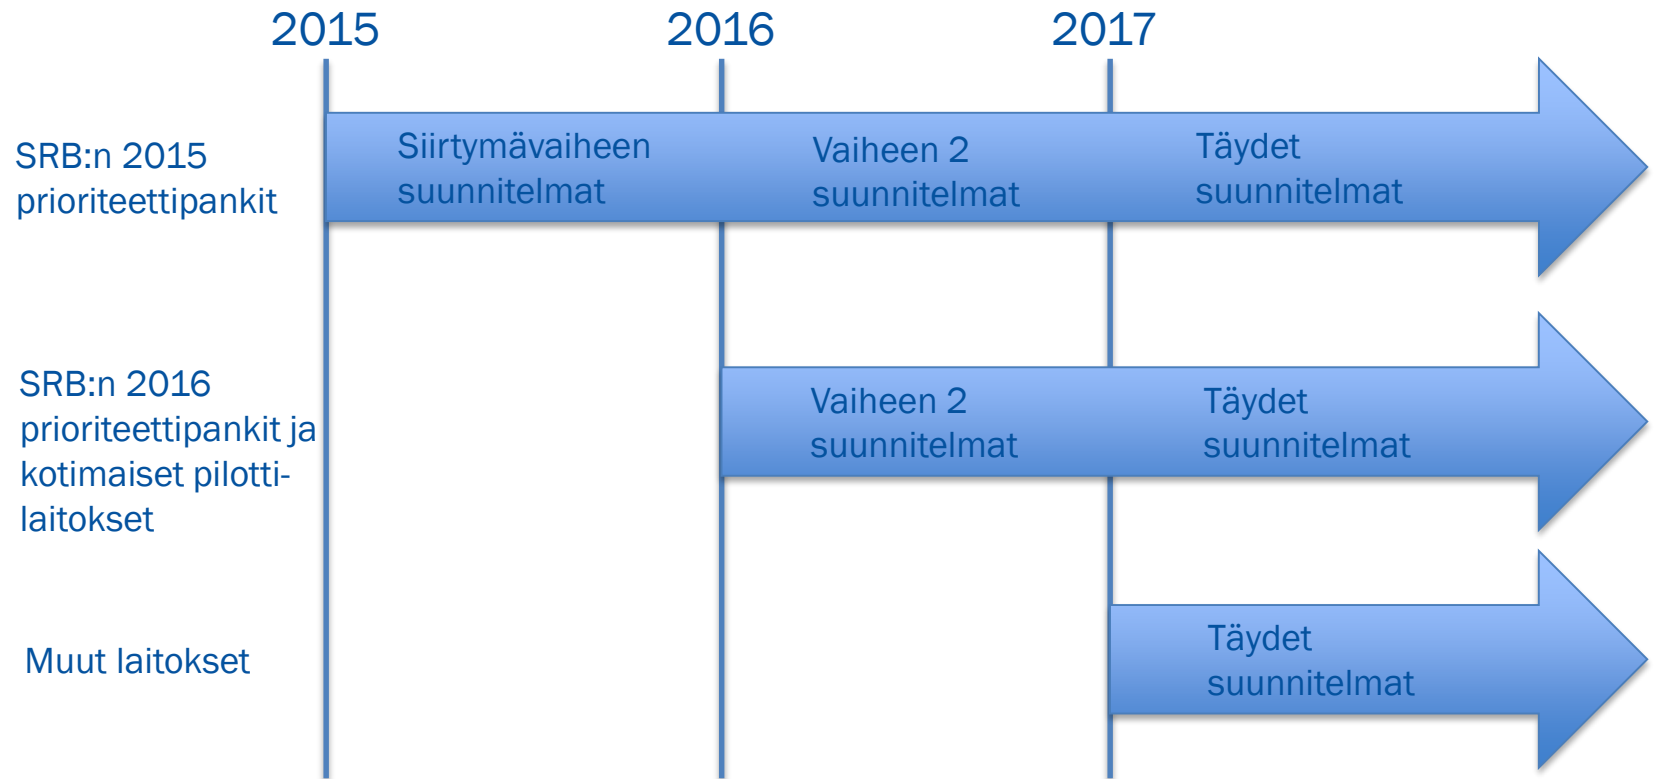 2015
2016
2017
SRB:n 2015
prioriteettipankit
Siirtymävaiheen
suunnitelmat
Vaiheen 2
suunnitelmat
Täydet
suunnitelmat
SRB:n 2016
prioriteettipankit ja
kotimaiset pilotti-
laitokset
Vaiheen 2
suunnitelmat
Täydet
suunnitelmat
Muut laitokset
Täydet
suunnitelmat